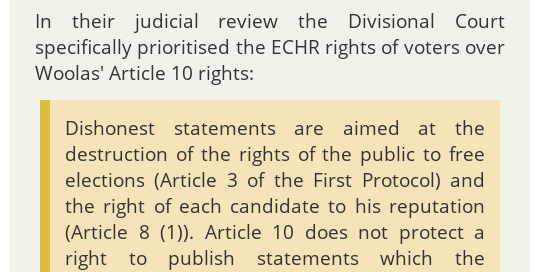 In their judicial review the Divisional Court
specifically prioritised the ECHR rights of voters over
Woolas' Article 10 rights:
Dishonest statements are aimed at the
destruction of the rights of the public to free
elections (Article 3 of the First Protocol) and
the right of each candidate to his reputation
(Article 8 (1)). Article 10 does not protect a
right to publish statements which the